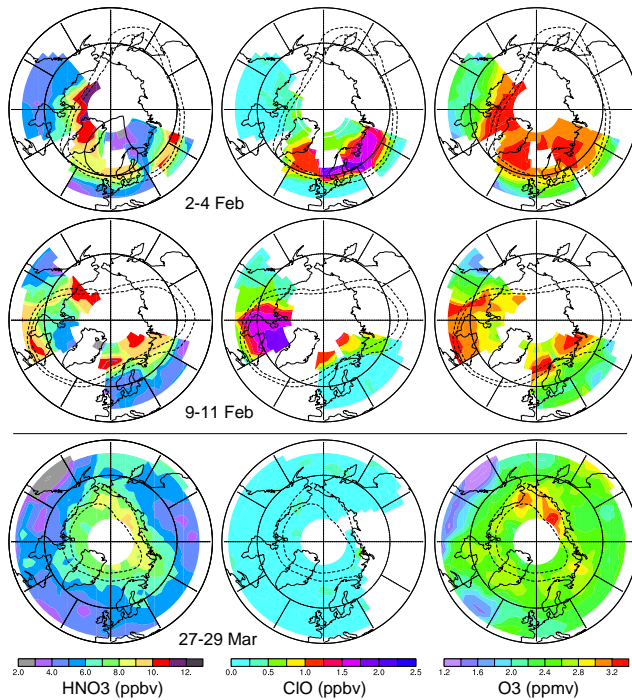 2-4 Feb
9-11 Feb
27-29 Mar
2.0 4.0 6.0 8.0 10. 12.
HNO3 (ppbv)
0.0 0.5 1.0 1.5 2.0 2.5
ClO (ppbv)
1.2 1.6 2.0 2.4 2.8 3.2
O3 (ppmv)